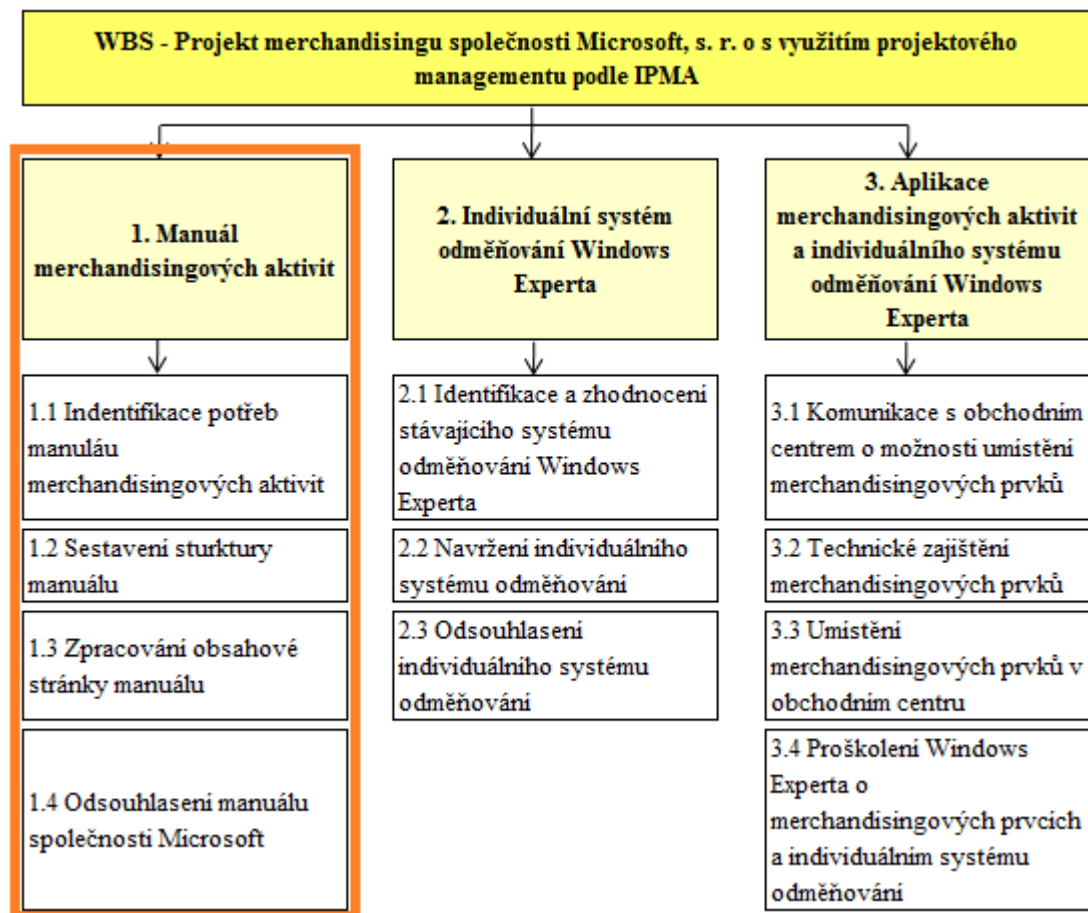 WBS - Projekt merchandisingu společnosti Microsoft, s. r. o s využitím projektového
managementu podle IPMA
1. Manuál
merchandisingových aktivit
1.1 Indentifikace potřeb
manuláu
merchandisingových aktivit
1.2 Sestavení sturktury
manuálu
1.3 Zpracování obsahové
stránky manuálu
1.4 Odsouhlasení manuálu
společnosti Microsoft
2. Individuální systém
odměňování Windows
Experta
2.1 Identifikace a zhodnocení
stávajícího systému
odměňování Windows
Experta
2.2 Navržení individuálního
systému odměňování
2.3 Odsouhlasení
individuálního systému
odměňování
3. Aplikace
merchandisingových aktivit
a individuálního systému
odměňování Windows
Experta
3.1 Komunikace s obchodním
centrem o možnosti umístění
merchandisingových prvků
3.2 Technické zajištění
merchandisingových prvků
3.3 Umístění
merchandisingových prvků v
obchodním centru
3.4 Proškolení Windows
Experta o
merchandisingových prvcích
a individuálním systému
odměňování